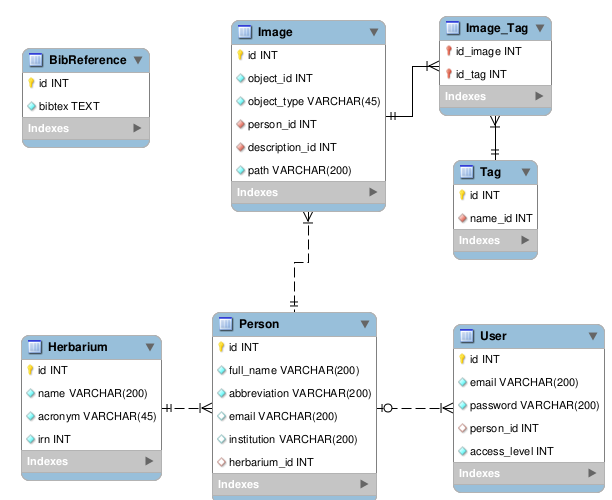 BibReference
id INT
bibtex TEXT
Indexes
Image
id INT
object_id INT
object_type VARCHAR(45)
person_id INT
description_id INT
path VARCHAR(200)
Indexes
Image_Tag
id_image INT
id_tag INT
Indexes
Tag
id INT
name_id INT
Indexes
Herbarium
id INT
name VARCHAR(200)
acronym VARCHAR(45)
irn INT
Indexes
Person
id INT
full_name VARCHAR(200)
abbreviation VARCHAR(200)
email VARCHAR(200)
institution VARCHAR(200)
herbarium_id INT
Indexes
User
id INT
email VARCHAR(200)
password VARCHAR(200)
person_id INT
access_level INT
Indexes